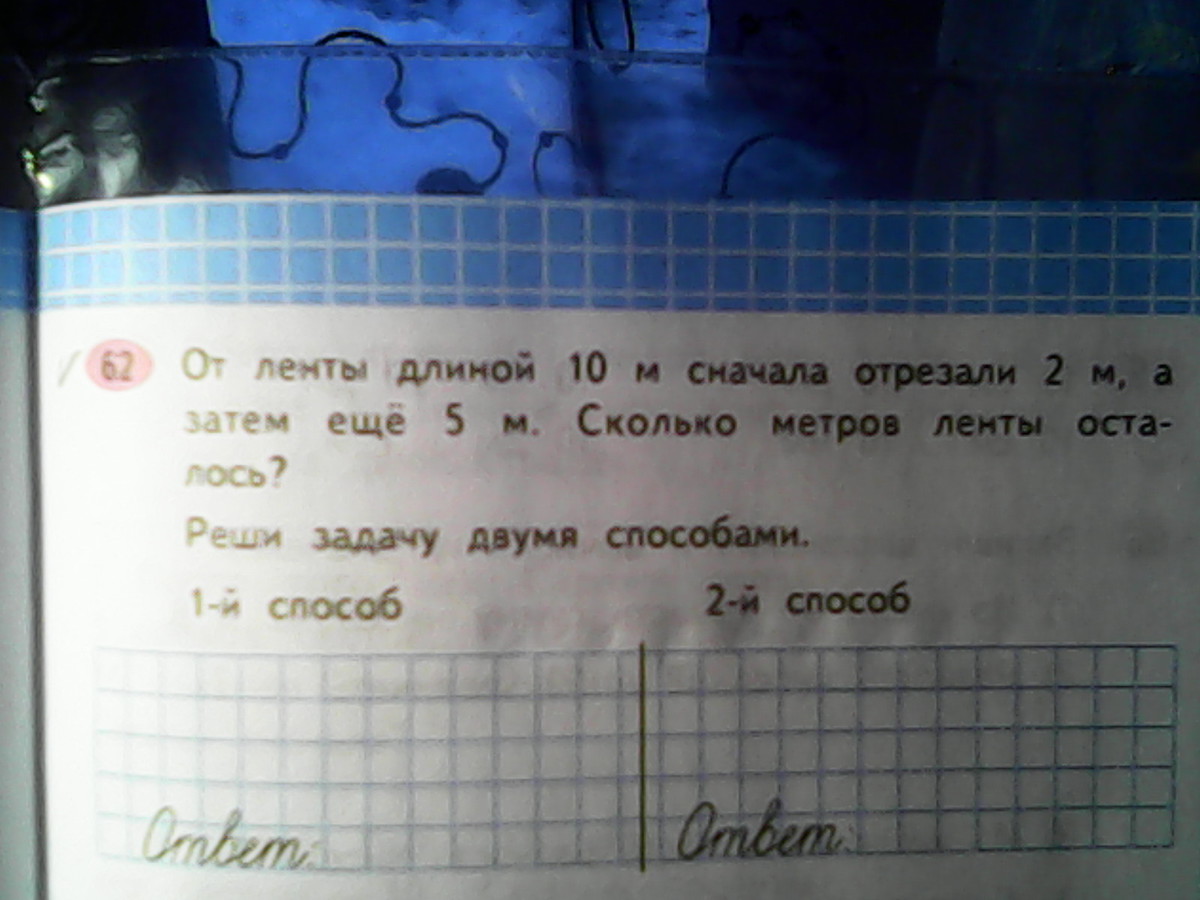 62 От ленты длиной 10 м сначала отрезали 2 м, а
затем ещё 5 м. Сколько метров ленты оста-
лось?
Реши задачу двумя способами.
1-й способ 2-й способ
Ответ: Ответ: